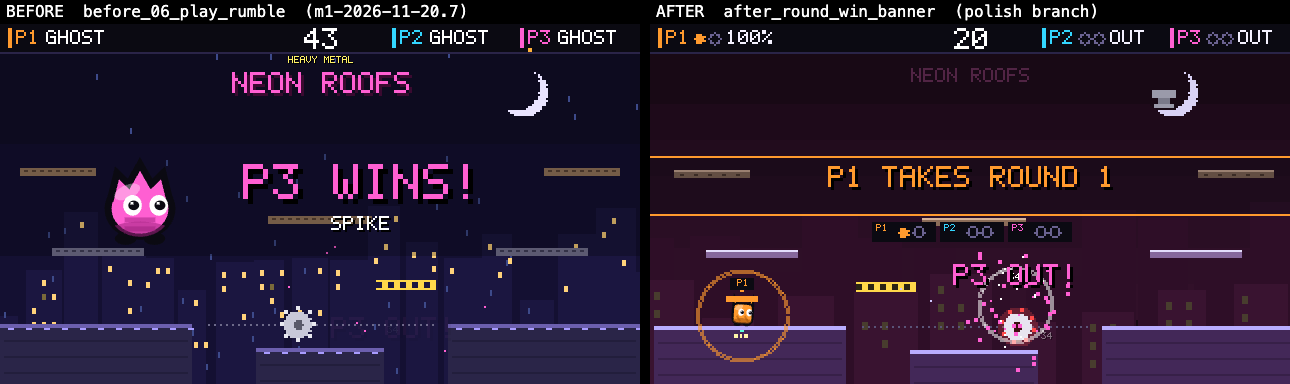 BEFORE before_06_play_rumble (m1-2026-11-20.7)
P1 GHOST
43
P2 GHOST
P3 GHOST
HEAVY METAL
NEON ROOFS
P3 WINS!
SPIKE
P3 OUT!
AFTER after_round_win_banner (polish branch)
P1 100%
20
P2 OUT
P3 OUT
NEON ROOFS
P1 TAKES ROUND 1
P1
P2
P3
P3 OUT!
P1